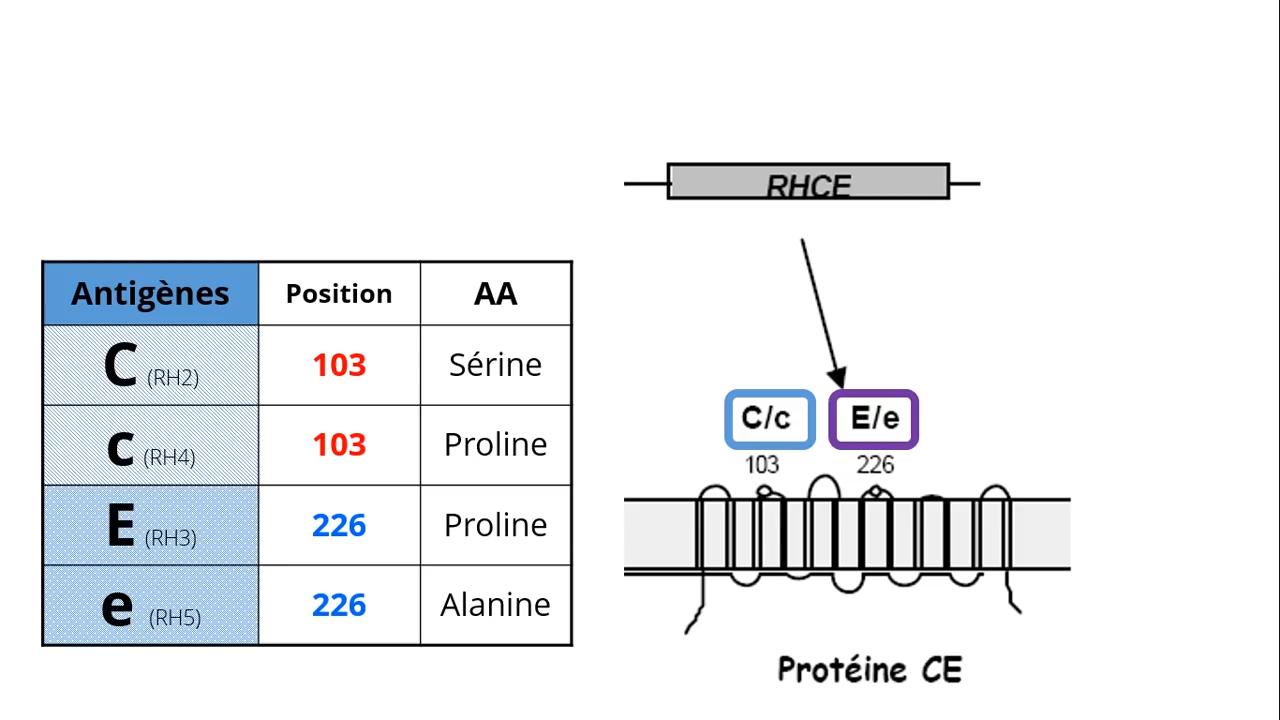 RHCE
Antigènes Position AA
C (RH2) 103 Sérine
c (RH4) 103 Proline
E (RH3) 226 Proline
e (RH5) 226 Alanine
C/c E/e
103 226
Protéine CE